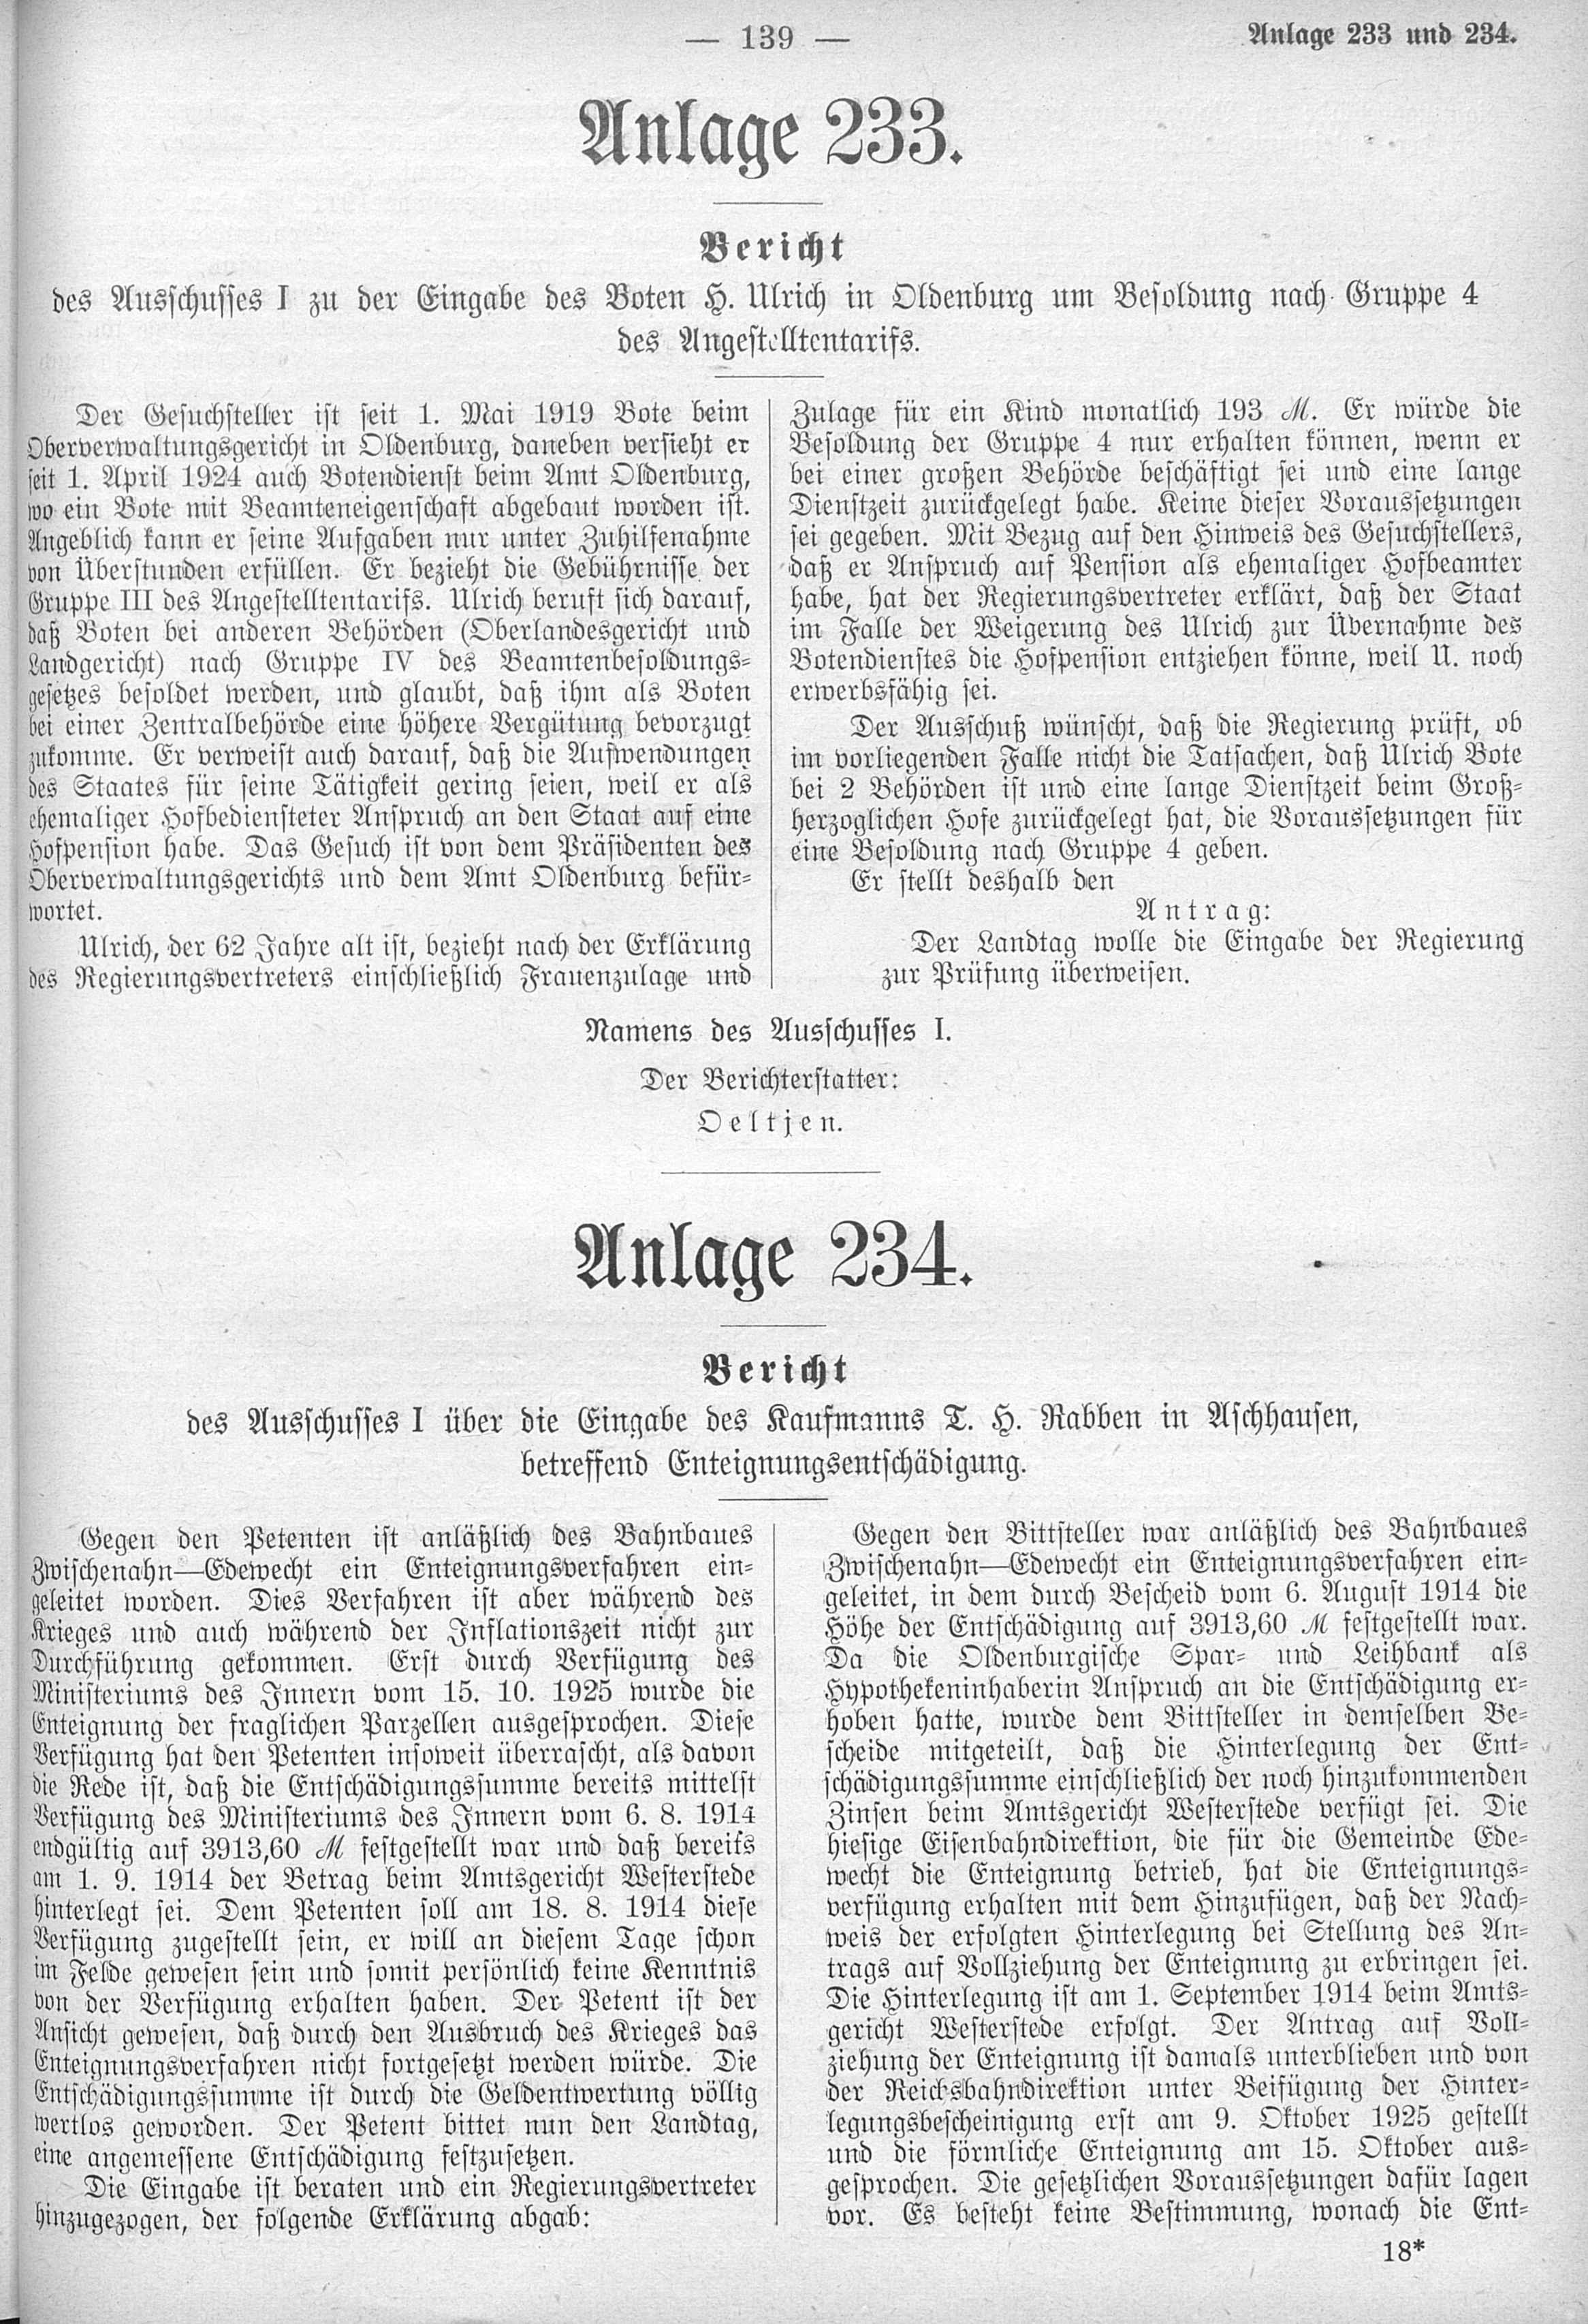 — 139 —
Anlage 233 und 234.
Anlage 233.
Bericht
des Ausschusses I zu der Eingabe des Boten H. Ulrich in Oldenburg um Besoldung nach Gruppe 4
des Angestelltentarifs.
Der Gesuchsteller ist seit 1. Mai 1919 Bote beim
Oberverwaltungsgericht in Oldenburg, daneben versieht er
seit 1. April 1924 auch Botendienst beim Amt Oldenburg,
wo ein Bote mit Beamteneigenschaft abgebaut worden ist.
Angeblich kann er seine Aufgaben nur unter Zuhilfenahme
von Überstunden erfüllen. Er bezieht die Gebührnisse der
Gruppe III des Angestelltentarifs. Ulrich beruft sich darauf,
daß Boten bei anderen Behörden (Oberlandesgericht und
Landgericht) nach Gruppe IV des Beamtenbesoldungs-
gesetzes besoldet werden, und glaubt, daß ihm als Boten
bei einer Zentralbehörde eine höhere Vergütung bevorzugt
zukomme. Er verweist auch darauf, daß die Aufwendungen
des Staates für seine Tätigkeit gering seien, weil er als
ehemaliger Hofbediensteter Anspruch an den Staat auf eine
Hofpension habe. Das Gesuch ist von dem Präsidenten des
Oberverwaltungsgerichts und dem Amt Oldenburg befür-
wortet.
Ulrich, der 62 Jahre alt ist, bezieht nach der Erklärung
des Regierungsvertreters einschließlich Frauenzulage und
Zulage für ein Kind monatlich 193 ℳ. Er würde die
Besoldung der Gruppe 4 nur erhalten können, wenn er
bei einer großen Behörde beschäftigt sei und eine lange
Dienstzeit zurückgelegt habe. Keine dieser Voraussetzungen
sei gegeben. Mit Bezug auf den Hinweis des Gesuchstellers,
daß er Anspruch auf Pension als ehemaliger Hofbeamter
habe, hat der Regierungsvertreter erklärt, daß der Staat
im Falle der Weigerung des Ulrich zur Übernahme des
Botendienstes die Hofpension entziehen könne, weil U. noch
erwerbsfähig sei.
Der Ausschuß wünscht, daß die Regierung prüft, ob
im vorliegenden Falle nicht die Tatsachen, daß Ulrich Bote
bei 2 Behörden ist und eine lange Dienstzeit beim Groß-
herzoglichen Hofe zurückgelegt hat, die Voraussetzungen für
eine Besoldung nach Gruppe 4 geben.
Er stellt deshalb den
Antrag:
Der Landtag wolle die Eingabe der Regierung
zur Prüfung überweisen.
Namens des Ausschusses I.
Der Berichterstatter:
Oeltjen.
Anlage 234.
Bericht
des Ausschusses I über die Eingabe des Kaufmanns T. H. Rabben in Aschhausen,
betreffend Enteignungsentschädigung.
Gegen den Petenten ist anläßlich des Bahnbaues
Zwischenahn—Edewecht ein Enteignungsverfahren ein-
geleitet worden. Dies Verfahren ist aber während des
Krieges und auch während der Inflationszeit nicht zur
Durchführung gekommen. Erst durch Verfügung des
Ministeriums des Innern vom 15. 10. 1925 wurde die
Enteignung der fraglichen Parzellen ausgesprochen. Diese
Verfügung hat den Petenten insoweit überrascht, als davon
die Rede ist, daß die Entschädigungssumme bereits mittelst
Verfügung des Ministeriums des Innern vom 6. 8. 1914
endgültig auf 3913,60 ℳ festgestellt war und daß bereits
am 1. 9. 1914 der Betrag beim Amtsgericht Westerstede
hinterlegt sei. Dem Petenten soll am 18. 8. 1914 diese
Verfügung zugestellt sein, er will an diesem Tage schon
im Felde gewesen sein und somit persönlich keine Kenntnis
von der Verfügung erhalten haben. Der Petent ist der
Ansicht gewesen, daß durch den Ausbruch des Krieges das
Enteignungsverfahren nicht fortgesetzt werden würde. Die
Entschädigungssumme ist durch die Geldentwertung völlig
wertlos geworden. Der Petent bittet nun den Landtag,
eine angemessene Entschädigung festzusetzen.
Die Eingabe ist beraten und ein Regierungsvertreter
hinzugezogen, der folgende Erklärung abgab:
Gegen den Bittsteller war anläßlich des Bahnbaues
Zwischenahn—Edewecht ein Enteignungsverfahren ein-
geleitet, in dem durch Bescheid vom 6. August 1914 die
Höhe der Entschädigung auf 3913,60 ℳ festgestellt war.
Da die Oldenburgische Spar- und Leihbank als
Hypothekeninhaberin Anspruch an die Entschädigung er-
hoben hatte, wurde dem Bittsteller in demselben Be-
scheide mitgeteilt, daß die Hinterlegung der Ent-
schädigungssumme einschließlich der noch hinzukommenden
Zinsen beim Amtsgericht Westerstede verfügt sei. Die
hiesige Eisenbahndirektion, die für die Gemeinde Ede-
wecht die Enteignung betrieb, hat die Enteignungs-
verfügung erhalten mit dem Hinzufügen, daß der Nach-
weis der erfolgten Hinterlegung bei Stellung des An-
trags auf Vollziehung der Enteignung zu erbringen sei.
Die Hinterlegung ist am 1. September 1914 beim Amts-
gericht Westerstede erfolgt. Der Antrag auf Voll-
ziehung der Enteignung ist damals unterblieben und von
der Reichsbahndirektion unter Beifügung der Hinter-
legungsbescheinigung erst am 9. Oktober 1925 gestellt
und die förmliche Enteignung am 15. Oktober aus-
gesprochen. Die gesetzlichen Voraussetzungen dafür lagen
vor. Es besteht keine Bestimmung, wonach die Ent-
18*